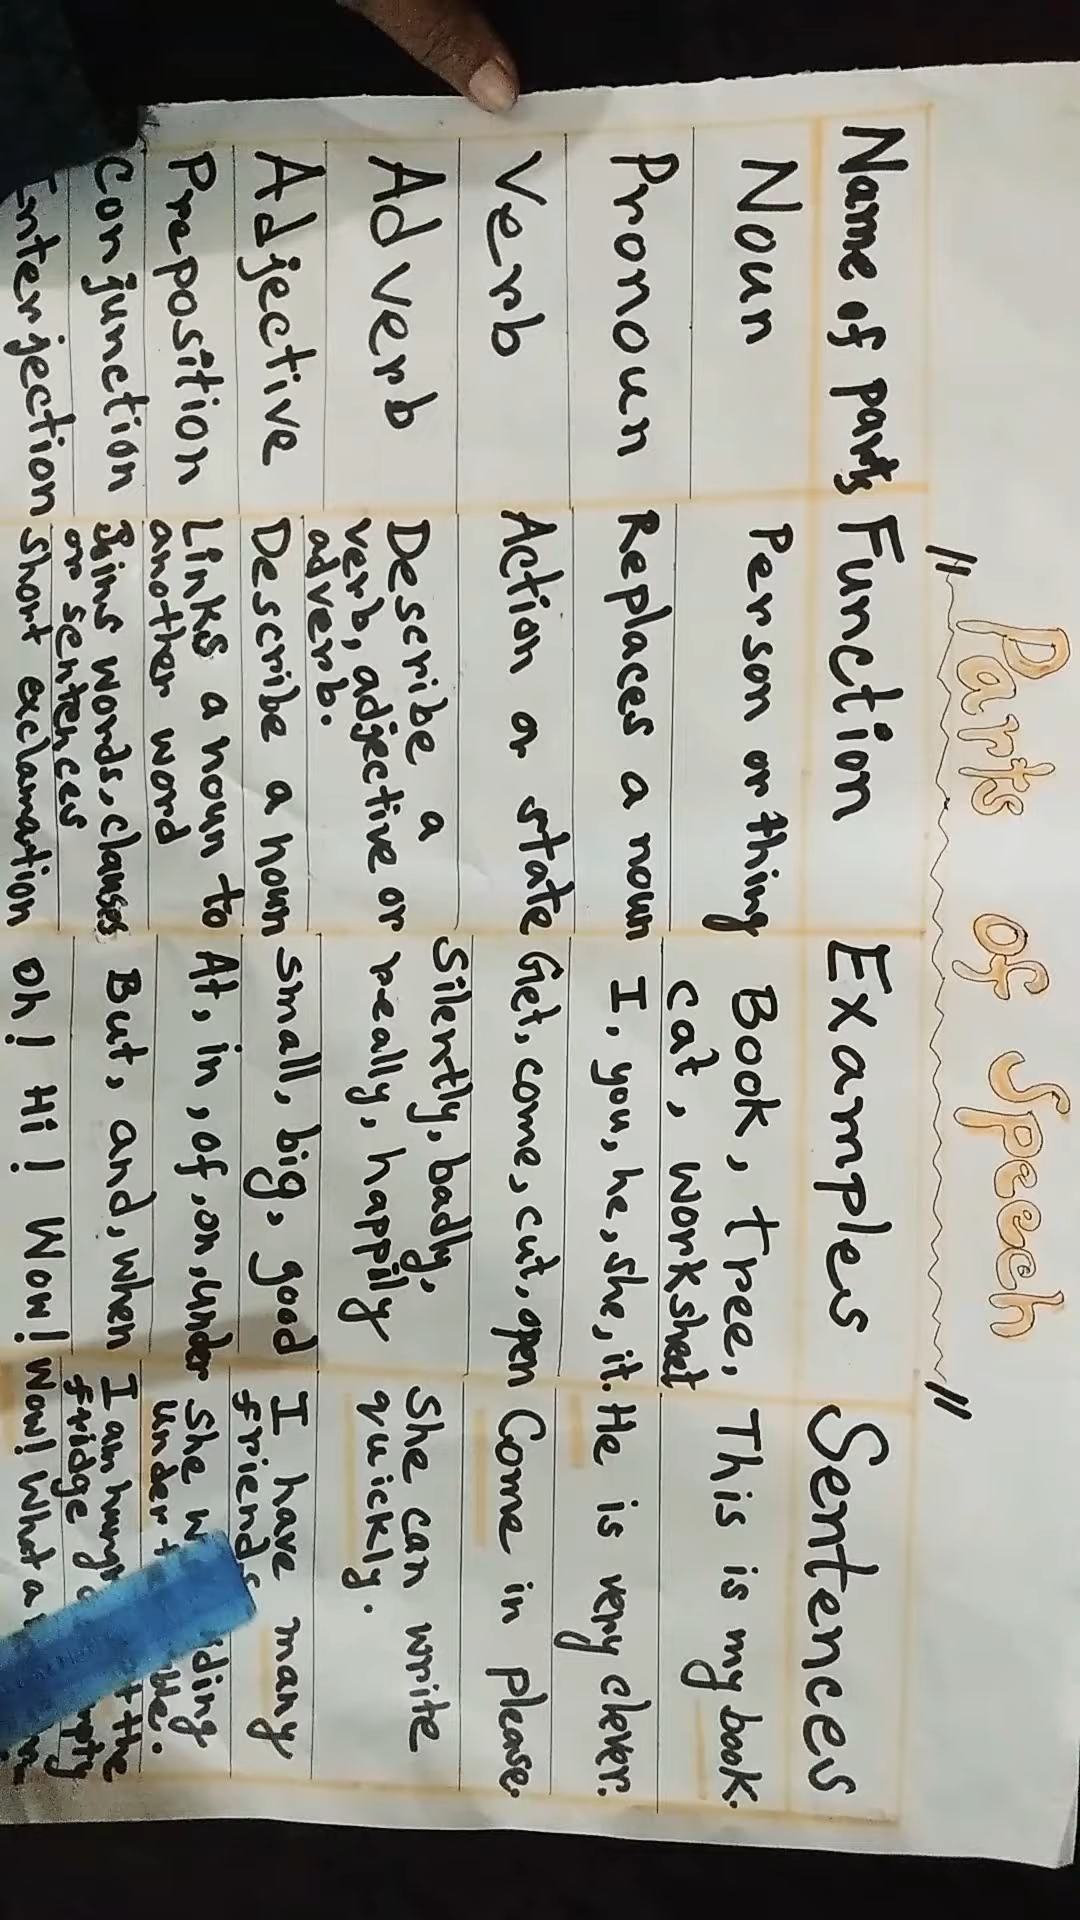 "Parts of Speech"
Name of parts Function Examples Sentences
Noun Person or thing Book, tree, This is my book.
cat, worksheet
Pronoun Replaces a noun I, you, he, she, it. He is very clever.
Verb Action or state Get, come, cut, open Come in please.
Adverb Describe a Silently, badly, She can write
verb, adjective or really, happily quickly.
adverb.
Adjective Describe a noun small, big, good I have many
friends
Preposition Links a noun to At, in, of, on, under She
another word under
Conjunction Joins words, clauses But, and, when I am
or sentences fridge
Interjection short exclamation oh! Hi! Wow! Wow! What a